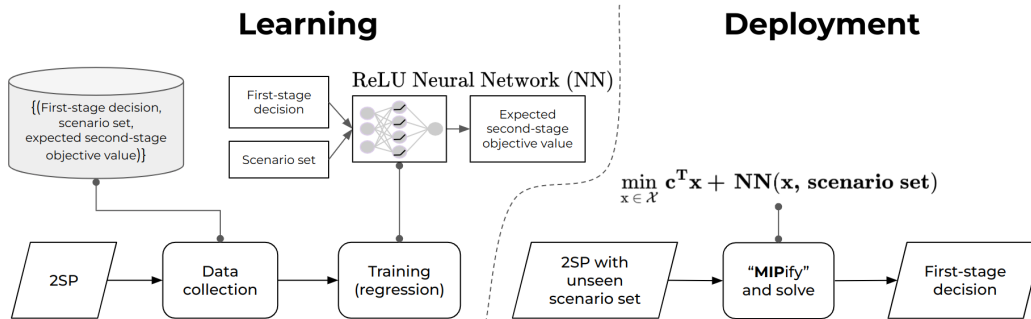 Learning
Deployment
{(First-stage decision,
scenario set,
expected second-stage
objective value)}
ReLU Neural Network (NN)
First-stage
decision
Scenario set
Expected
second-stage
objective value
min c^T x + NN(x, scenario set)
x ∈ 𝒳
2SP
Data
collection
Training
(regression)
2SP with
unseen
scenario set
“MIPify”
and solve
First-stage
decision